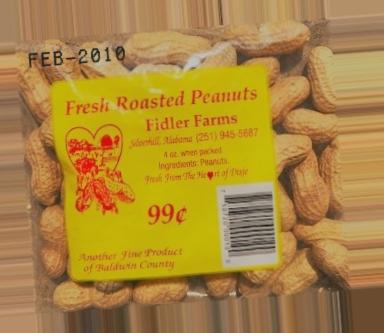 FEB-2010
Fresh Roasted Peanuts
Fidler Farms
Silverhill, Alabama (251) 945-5687
4 oz. when packed
Ingredients: Peanuts.
Fresh From The Heart of Dixie
99¢
Another Fine Product
of Baldwin County